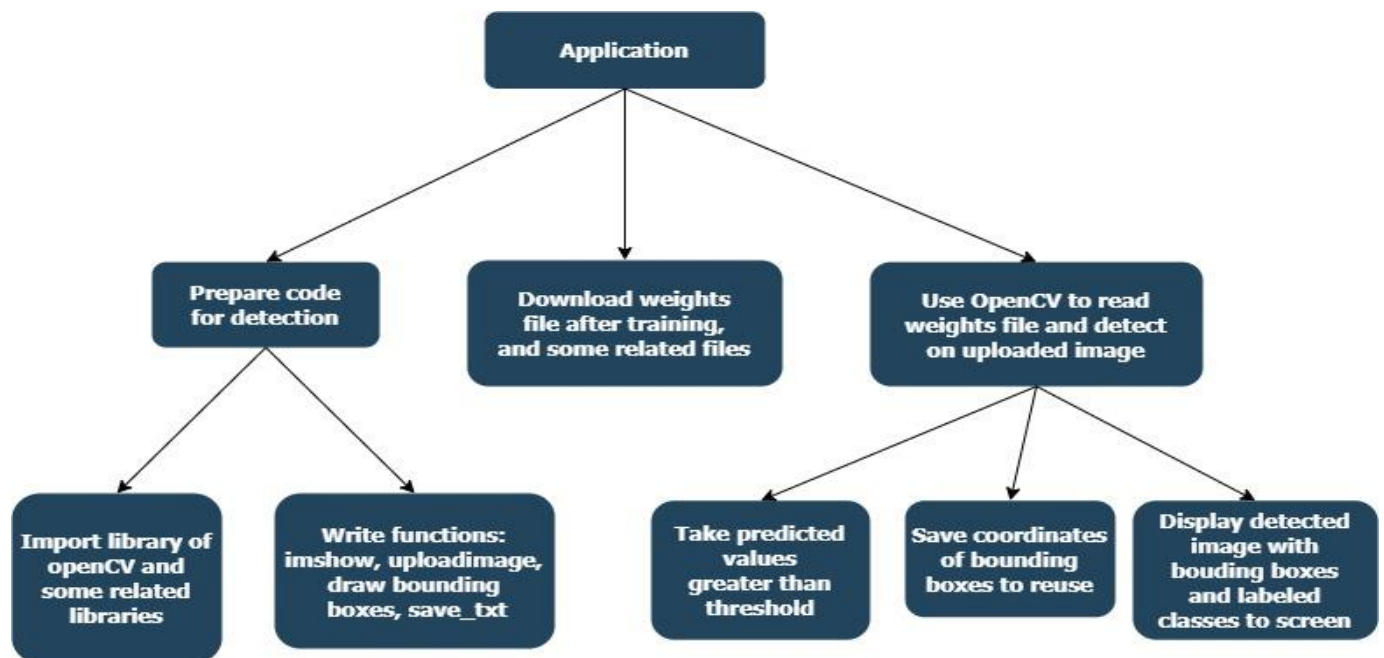 Application
Prepare code
for detection
Download weights
file after training,
and some related files
Use OpenCV to read
weights file and detect
on uploaded image
Import library of
openCV and
some related
libraries
Write functions:
imshow, uploadimage,
draw bounding
boxes, save_txt
Take predicted
values
greater than
threshold
Save coordinates
of bounding
boxes to reuse
Display detected
image with
bouding boxes
and labeled
classes to screen